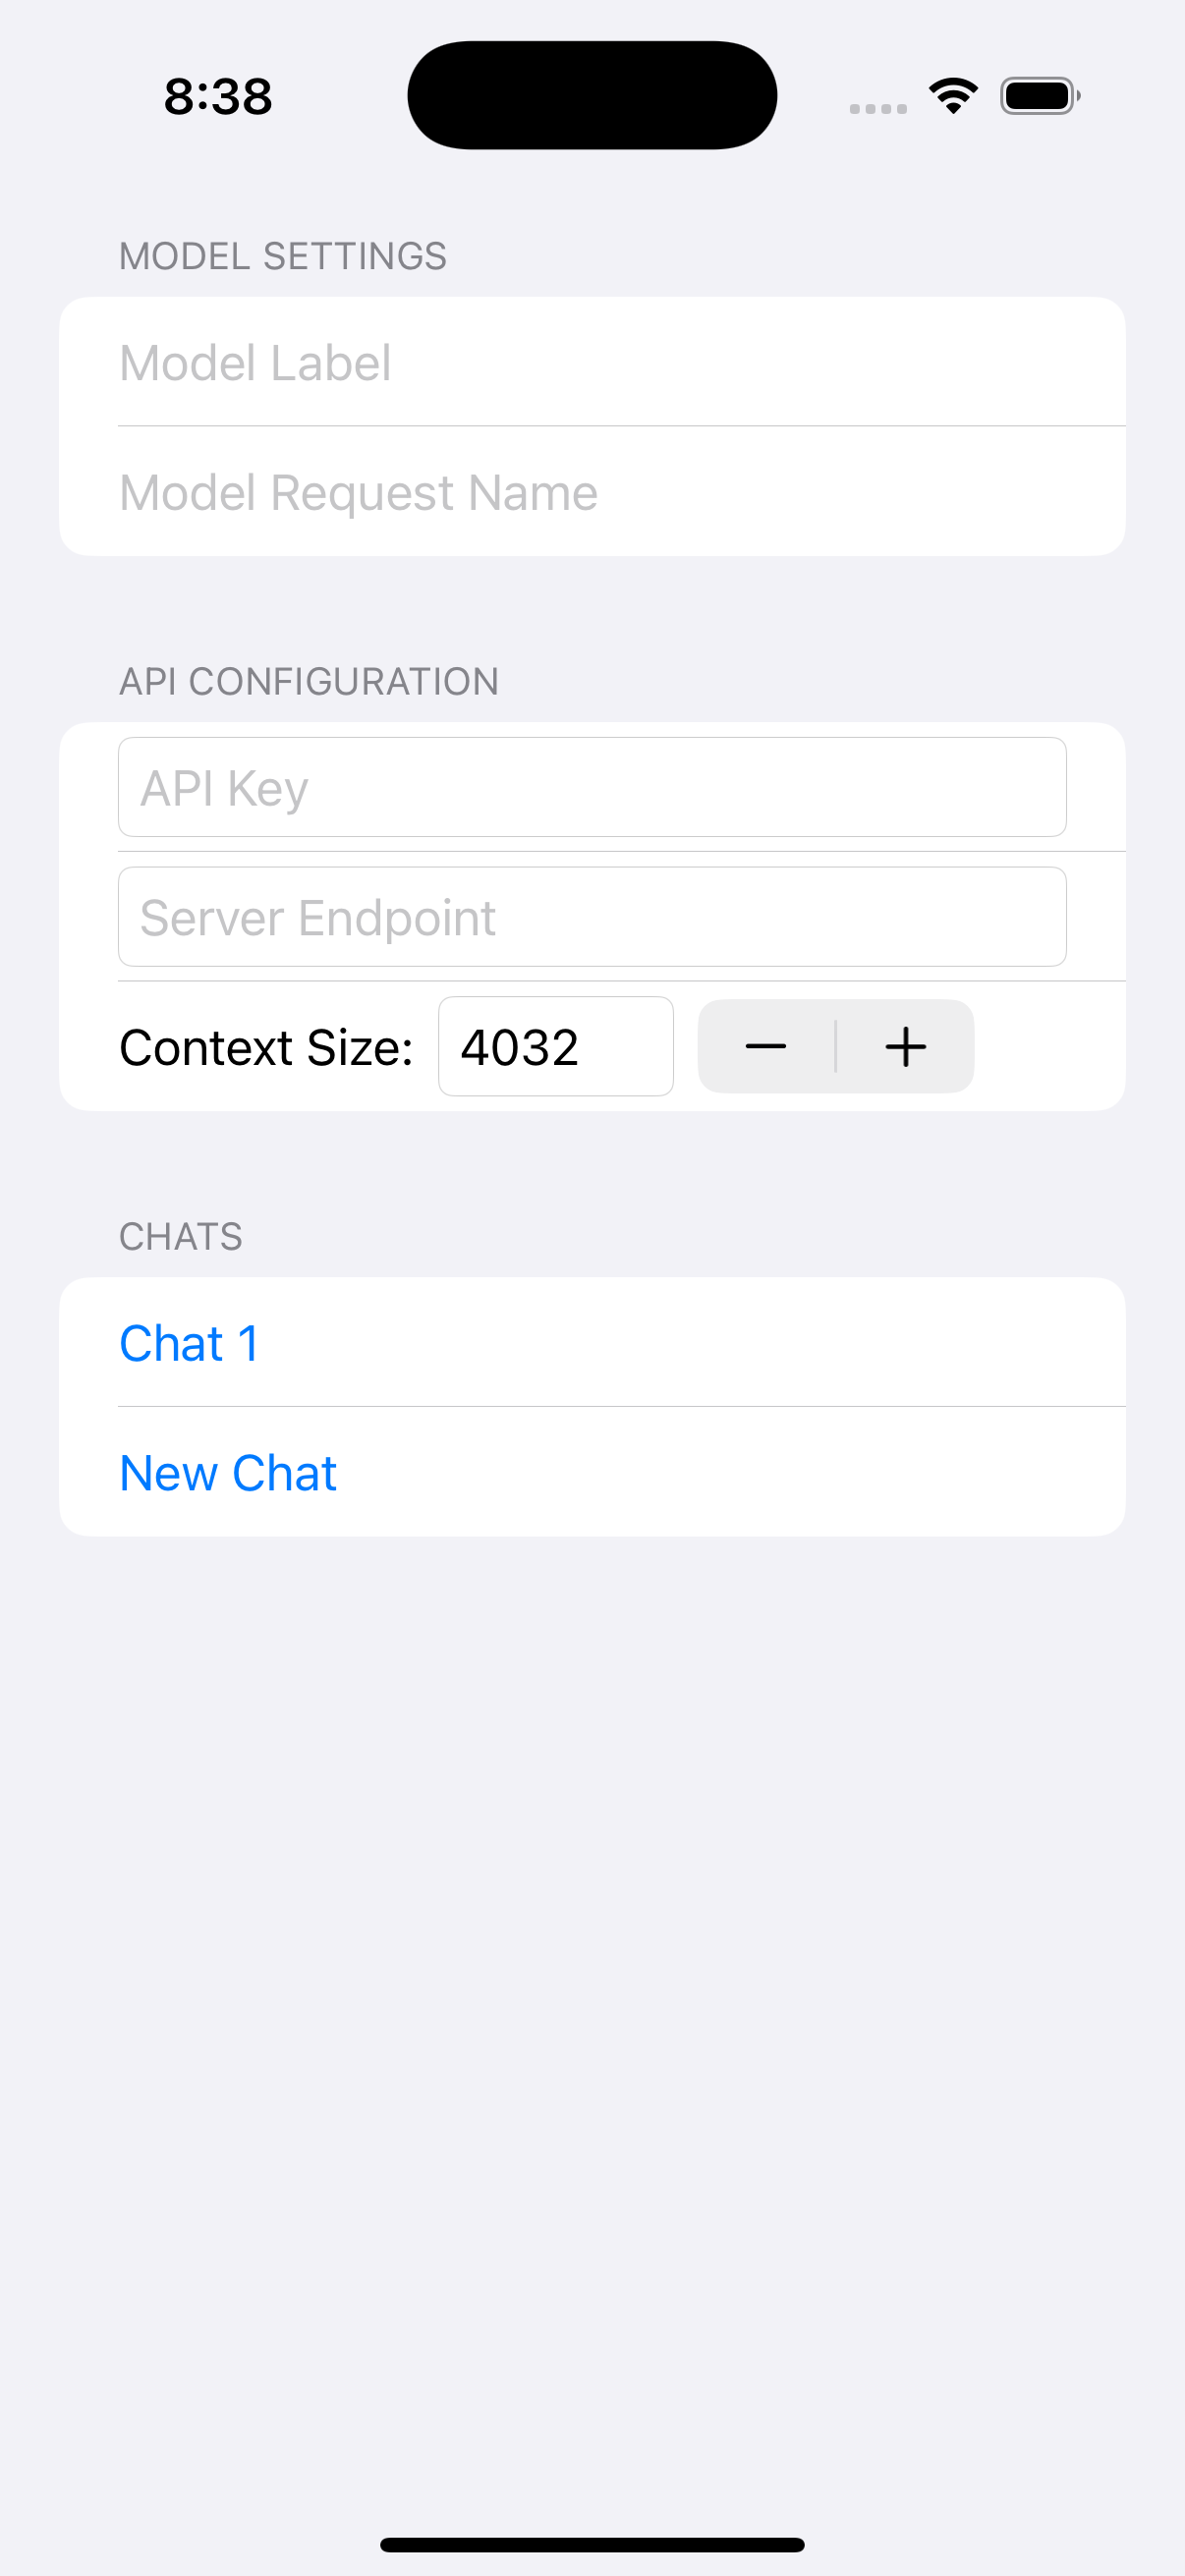 8:38
MODEL SETTINGS
Model Label
Model Request Name
API CONFIGURATION
API Key
Server Endpoint
Context Size: 4032
CHATS
Chat 1
New Chat